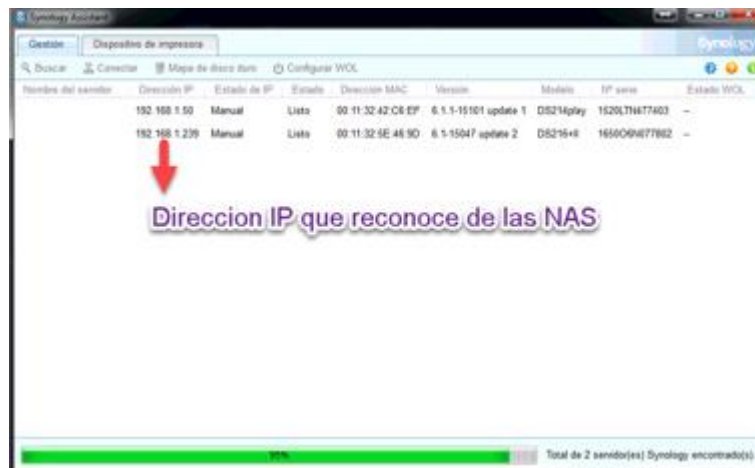 Synology Assistant
Gestión Dispositivo de impresora Synology
Buscar Conectar Mapa de disco duro Configurar WOL
Nombre del servidor Dirección IP Estado de IP Estado Dirección MAC Versión Modelo Nº serie Estado WOL
192.168.1.50 Manual Listo 00:11:32:42:C6:EF 6.1.1-15101 update 1 DS214play 1520LTN477403 --
192.168.1.239 Manual Listo 00:11:32:5E:46:9D 6.1-15047 update 2 DS216+II 1650O6N077802 --
Direccion IP que reconoce de las NAS
95% Total de 2 servidor(es) Synology encontrado(s).